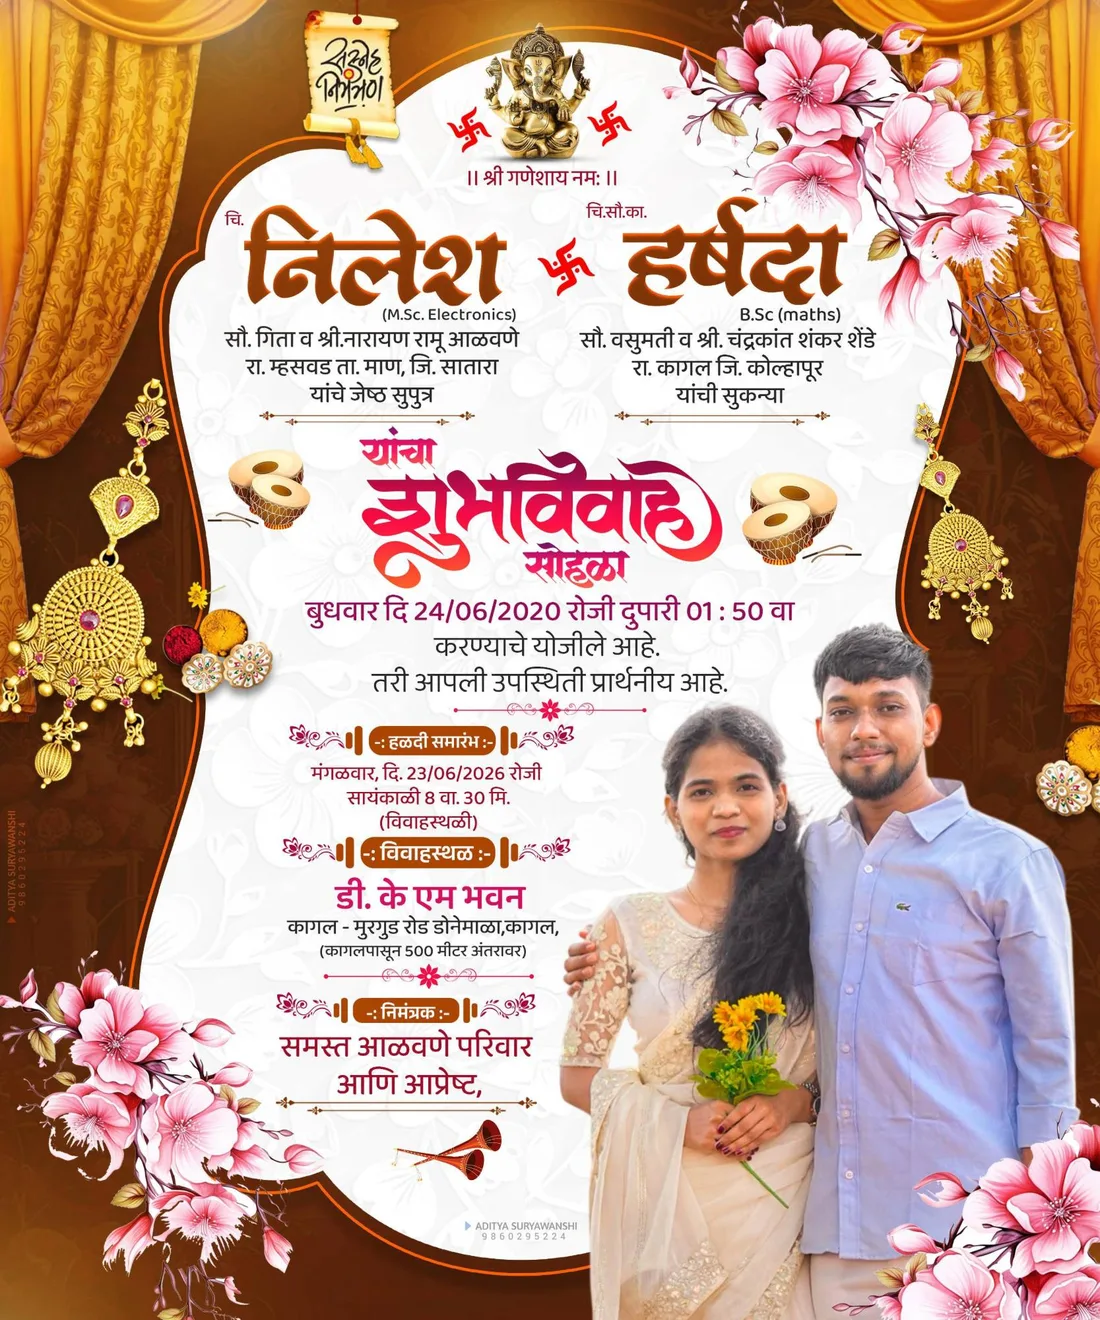 सस्नेह
निमंत्रण
।। श्री गणेशाय नम: ।।
चि.
निलेश
(M.Sc. Electronics)
सौ. गिता व श्री.नारायण रामू आळवणे
रा. म्हसवड ता. माण, जि. सातारा
यांचे जेष्ठ सुपुत्र
चि.सौ.का.
हर्षदा
B.Sc (maths)
सौ. वसुमती व श्री. चंद्रकांत शंकर शेंडे
रा. कागल जि. कोल्हापूर
यांची सुकन्या
यांचा
शुभविवाह
सोहळा
बुधवार दि 24/06/2020 रोजी दुपारी 01 : 50 वा
करण्याचे योजीले आहे.
तरी आपली उपस्थिती प्रार्थनीय आहे.
-: हळदी समारंभ :-
मंगळवार, दि. 23/06/2026 रोजी
सायंकाळी 8 वा. 30 मि.
(विवाहस्थळी)
-: विवाहस्थळ :-
डी. के एम भवन
कागल - मुरगुड रोड डोनेमाळा,कागल,
(कागलपासून 500 मीटर अंतरावर)
-: निमंत्रक :-
समस्त आळवणे परिवार
आणि आप्रेष्ट,
ADITYA SURYAWANSHI
9860295224
ADITYA SURYAWANSHI
9860295224